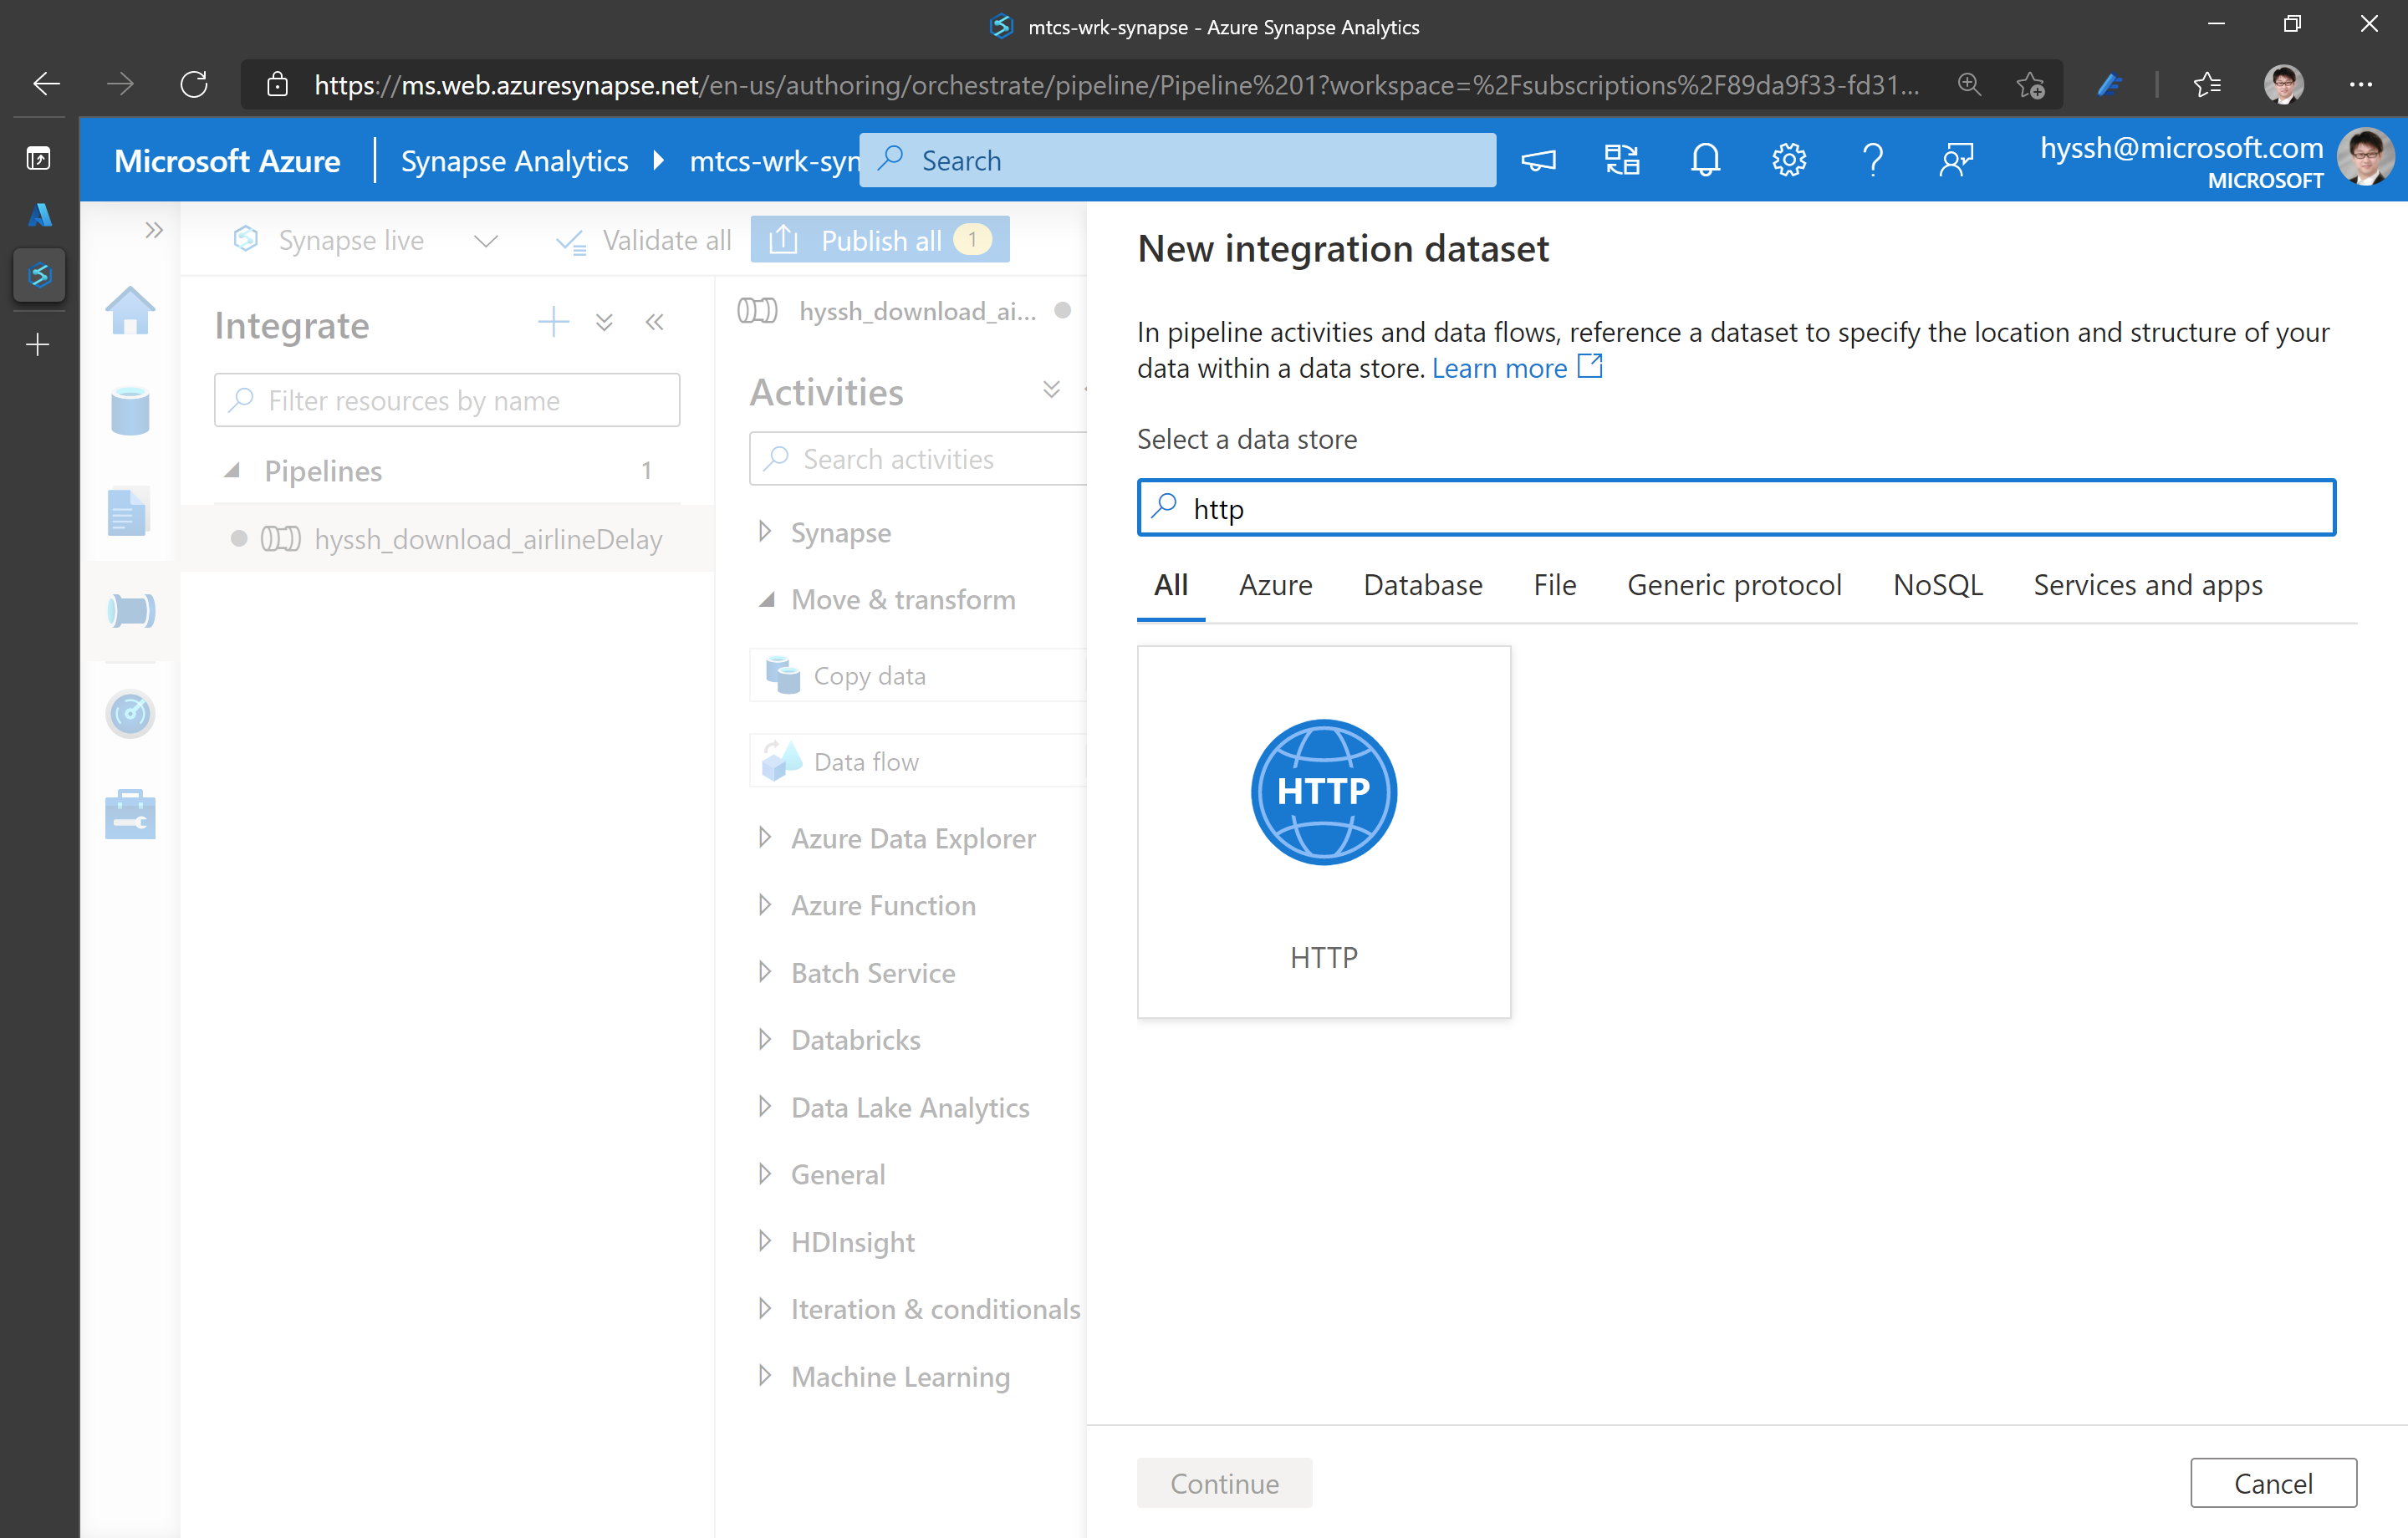 mtcs-wrk-synapse - Azure Synapse Analytics
https://ms.web.azuresynapse.net/en-us/authoring/orchestrate/pipeline/Pipeline%201?workspace=%2Fsubscriptions%2F89da9f33-fd31...
Microsoft Azure
Synapse Analytics
mtcs-wrk-syn
Search
hyssh@microsoft.com
MICROSOFT
Synapse live
Validate all
Publish all 1
Integrate
Filter resources by name
Pipelines 1
hyssh_download_airlineDelay
hyssh_download_ai...
Activities
Search activities
Synapse
Move & transform
Copy data
Data flow
Azure Data Explorer
Azure Function
Batch Service
Databricks
Data Lake Analytics
General
HDInsight
Iteration & conditionals
Machine Learning
New integration dataset
In pipeline activities and data flows, reference a dataset to specify the location and structure of your
data within a data store. Learn more
Select a data store
http
All Azure Database File Generic protocol NoSQL Services and apps
HTTP
HTTP
Continue
Cancel